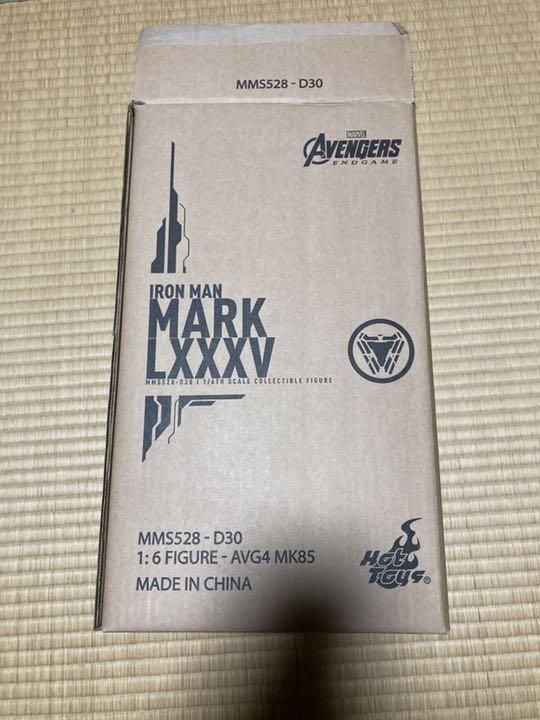 MMS528 - D30
MARVEL
AVENGERS
ENDGAME
IRON MAN
MARK
LXXXV
MMS528-D30 | 1/6TH SCALE COLLECTIBLE FIGURE
MMS528 - D30
1: 6 FIGURE - AVG4 MK85
MADE IN CHINA
Hot
Toys®